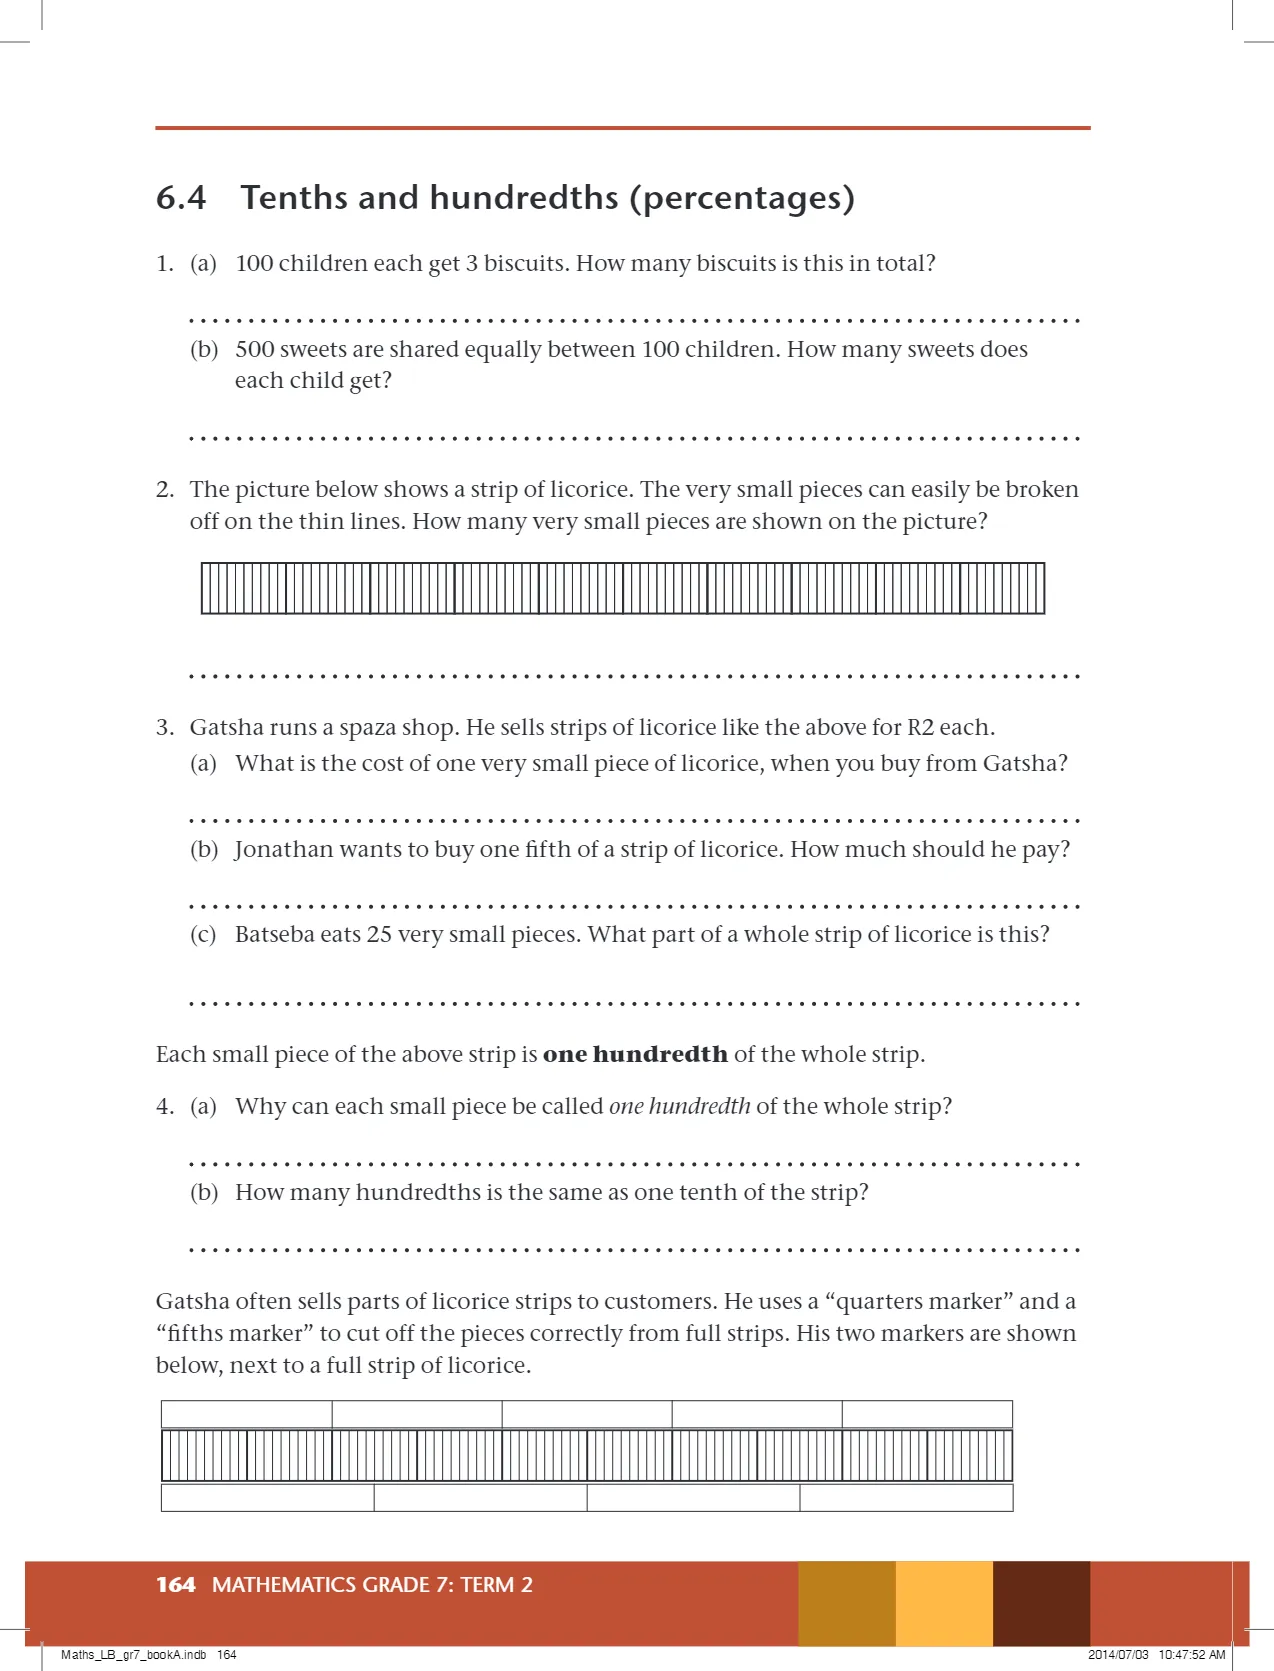 6.4 Tenths and hundredths (percentages)
1. (a) 100 children each get 3 biscuits. How many biscuits is this in total?
(b) 500 sweets are shared equally between 100 children. How many sweets does
each child get?
2. The picture below shows a strip of licorice. The very small pieces can easily be broken
off on the thin lines. How many very small pieces are shown on the picture?
3. Gatsha runs a spaza shop. He sells strips of licorice like the above for R2 each.
(a) What is the cost of one very small piece of licorice, when you buy from Gatsha?
(b) Jonathan wants to buy one fifth of a strip of licorice. How much should he pay?
(c) Batseba eats 25 very small pieces. What part of a whole strip of licorice is this?
Each small piece of the above strip is one hundredth of the whole strip.
4. (a) Why can each small piece be called one hundredth of the whole strip?
(b) How many hundredths is the same as one tenth of the strip?
Gatsha often sells parts of licorice strips to customers. He uses a “quarters marker” and a
“fifths marker” to cut off the pieces correctly from full strips. His two markers are shown
below, next to a full strip of licorice.
164 MATHEMATICS GRADE 7: TERM 2
Maths_LB_gr7_bookA.indb 164
2014/07/03 10:47:52 AM